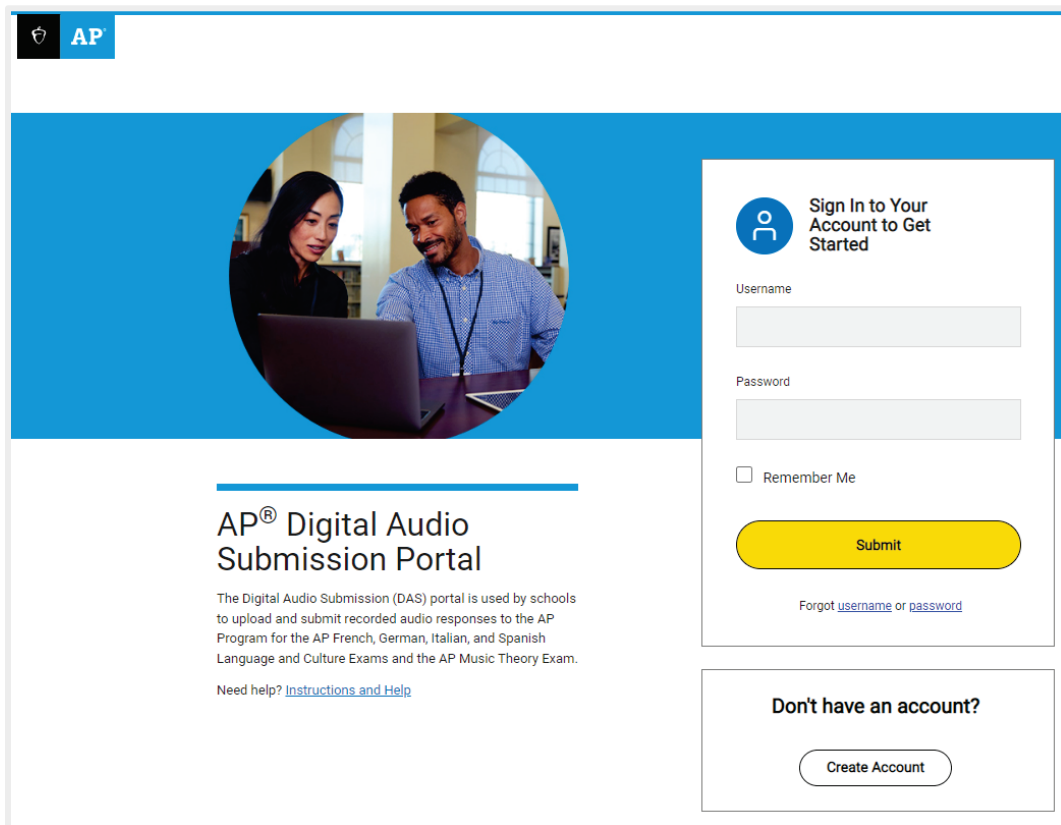 AP®
Sign In to Your
Account to Get
Started
Username
Password
Remember Me
Submit
Forgot username or password
AP® Digital Audio
Submission Portal
The Digital Audio Submission (DAS) portal is used by schools
to upload and submit recorded audio responses to the AP
Program for the AP French, German, Italian, and Spanish
Language and Culture Exams and the AP Music Theory Exam.
Need help? Instructions and Help
Don't have an account?
Create Account